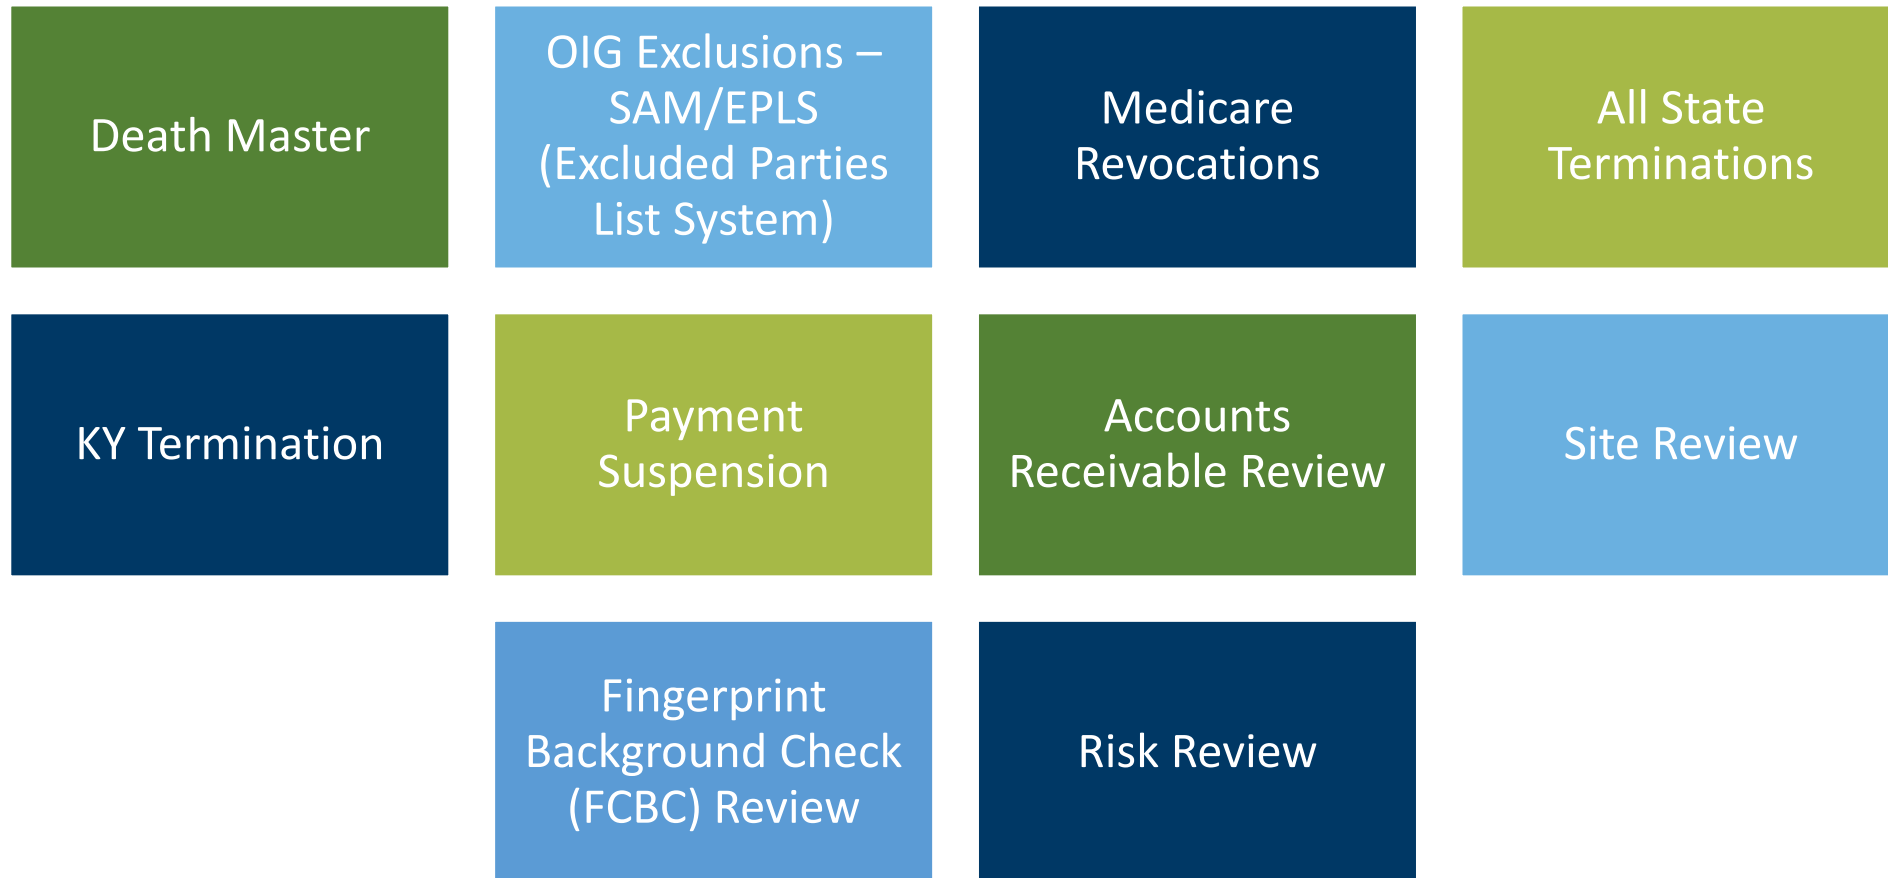 Death Master
OIG Exclusions –
SAM/EPLS
(Excluded Parties
List System)
Medicare
Revocations
All State
Terminations
KY Termination
Payment
Suspension
Accounts
Receivable Review
Site Review
Fingerprint
Background Check
(FCBC) Review
Risk Review